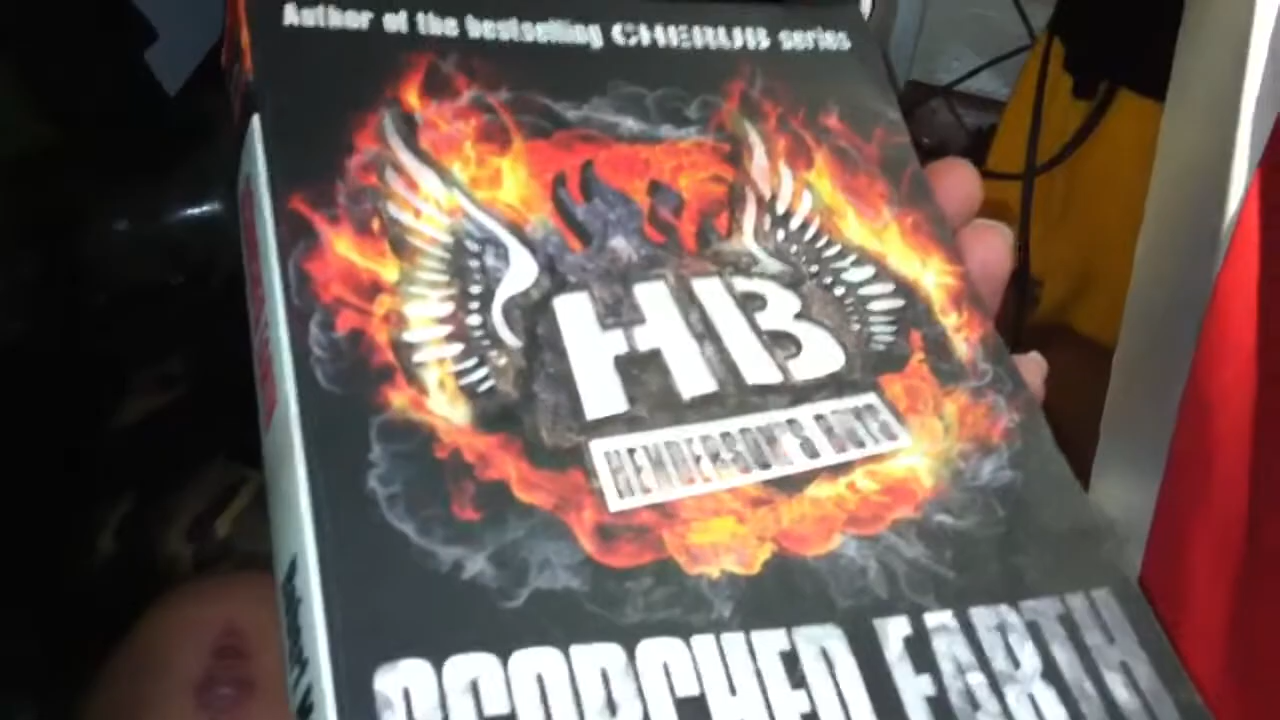 Author of the bestselling CHERUB series
HB
HENDERSON'S BOYS
SCORCHED EARTH